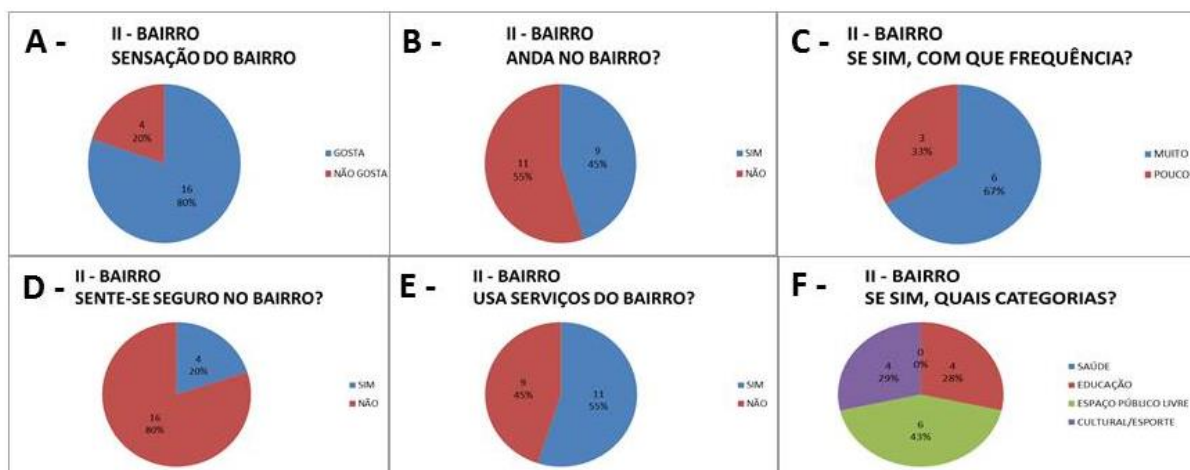 A -
II - BAIRRO
SENSAÇÃO DO BAIRRO
4
20%
16
80%
GOSTA
NÃO GOSTA
B -
II - BAIRRO
ANDA NO BAIRRO?
11
55%
9
45%
SIM
NÃO
C -
II - BAIRRO
SE SIM, COM QUE FREQUÊNCIA?
3
33%
6
67%
MUITO
POUCO
D -
II - BAIRRO
SENTE-SE SEGURO NO BAIRRO?
4
20%
16
80%
SIM
NÃO
E -
II - BAIRRO
USA SERVIÇOS DO BAIRRO?
9
45%
11
55%
SIM
NÃO
F -
II - BAIRRO
SE SIM, QUAIS CATEGORIAS?
0
0%
4
29%
4
28%
6
43%
SAÚDE
EDUCAÇÃO
ESPAÇO PÚBLICO LIVRE
CULTURAL/ESPORTE